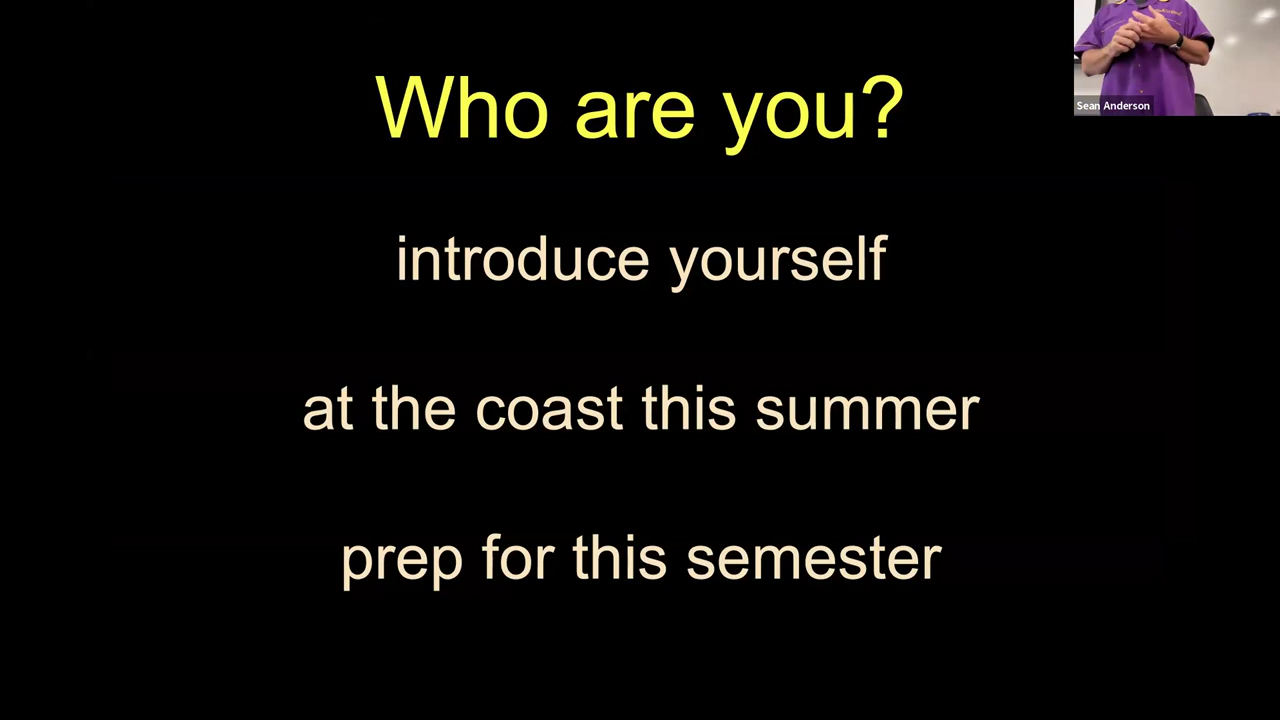 Who are you?
Sean Anderson
introduce yourself
at the coast this summer
prep for this semester